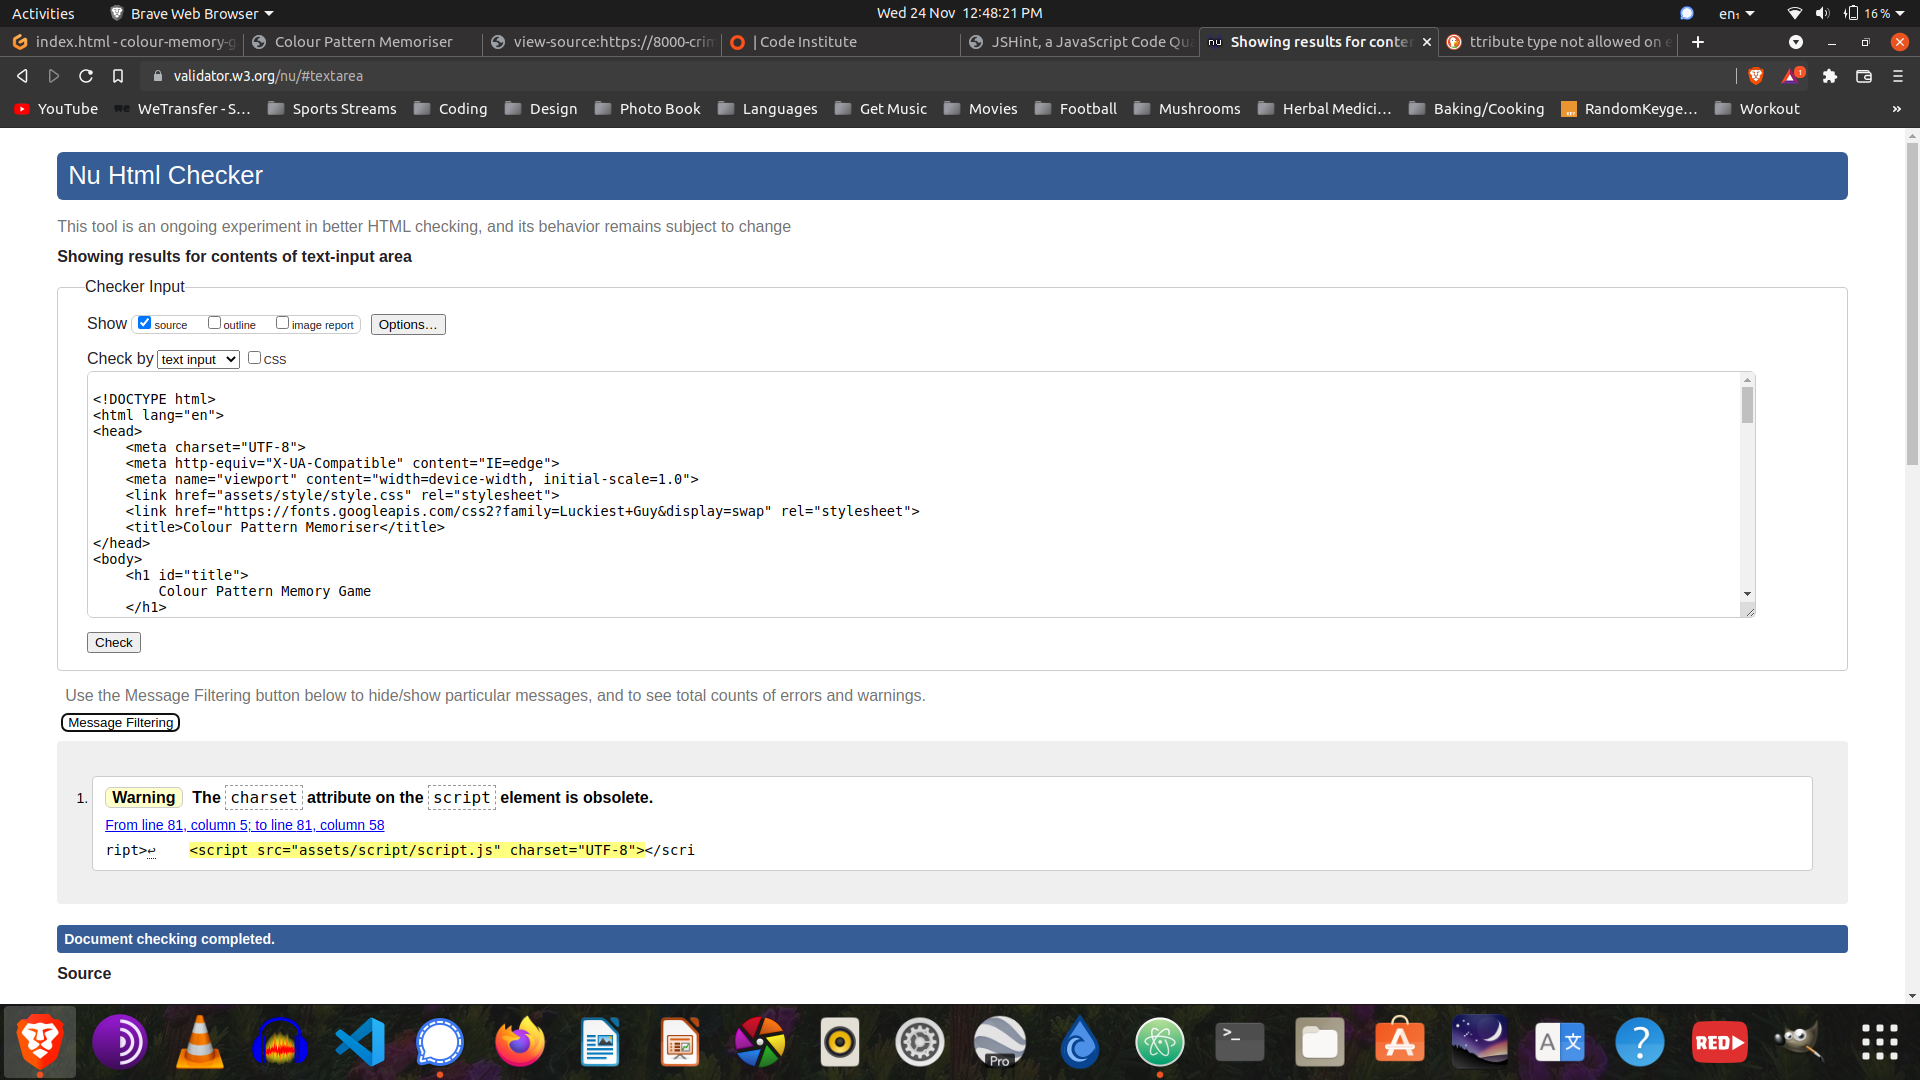 Activities
Brave Web Browser
Wed 24 Nov 12:48:21 PM
en₁
16 %
index.html - colour-memory-g
Colour Pattern Memoriser
view-source:https://8000-crim
| Code Institute
JSHint, a JavaScript Code Qua
nu
Showing results for conte
ttribute type not allowed on e
validator.w3.org/nu/#textarea
1
YouTube
we
WeTransfer - S…
Sports Streams
Coding
Design
Photo Book
Languages
Get Music
Movies
Football
Mushrooms
Herbal Medici…
Baking/Cooking
RandomKeyge…
Workout
»
Nu Html Checker
This tool is an ongoing experiment in better HTML checking, and its behavior remains subject to change
Showing results for contents of text-input area
Checker Input
Show source outline image report Options…
Check by text input CSS
<!DOCTYPE html>
<html lang="en">
<head>
    <meta charset="UTF-8">
    <meta http-equiv="X-UA-Compatible" content="IE=edge">
    <meta name="viewport" content="width=device-width, initial-scale=1.0">
    <link href="assets/style/style.css" rel="stylesheet">
    <link href="https://fonts.googleapis.com/css2?family=Luckiest+Guy&display=swap" rel="stylesheet">
    <title>Colour Pattern Memoriser</title>
</head>
<body>
    <h1 id="title">
        Colour Pattern Memory Game
    </h1>
Check
Use the Message Filtering button below to hide/show particular messages, and to see total counts of errors and warnings.
Message Filtering
1. Warning The charset attribute on the script element is obsolete.
From line 81, column 5; to line 81, column 58
ript>↩    <script src="assets/script/script.js" charset="UTF-8"></scri
Document checking completed.
Source
Pro
>_
A 文
?
RED